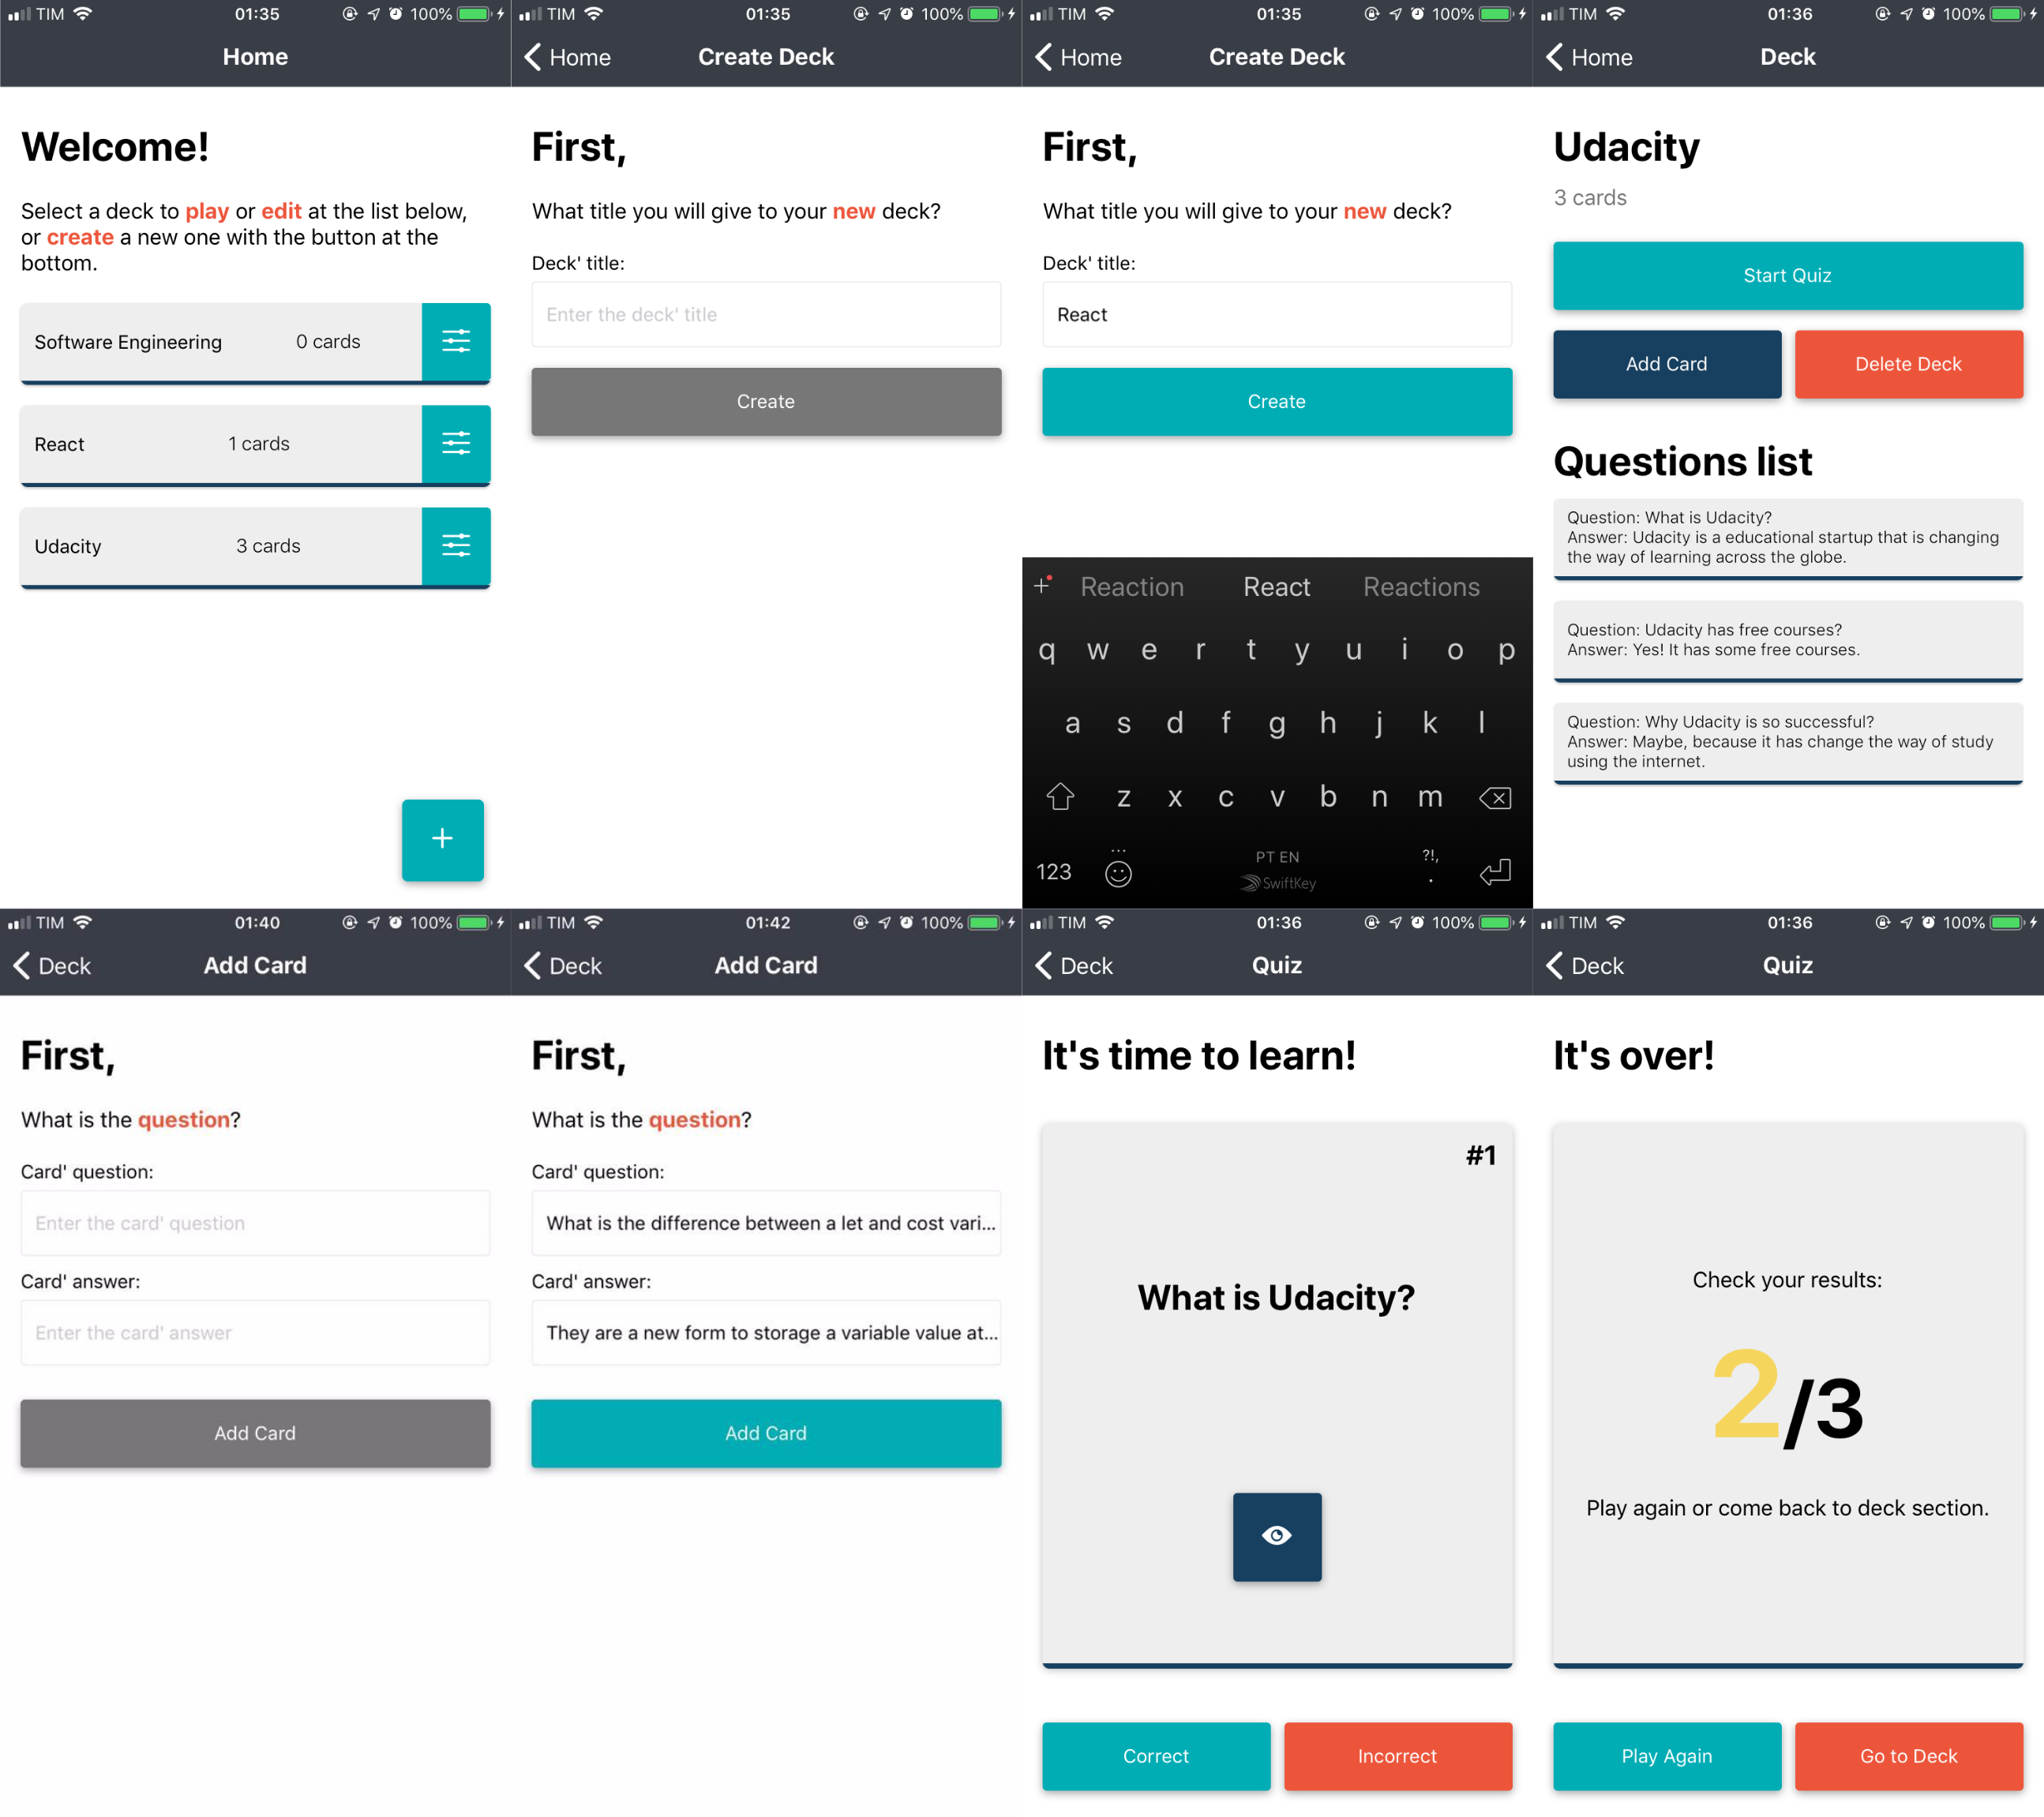 TIM 01:35 100%
Home
Welcome!
Select a deck to play or edit at the list below,
or create a new one with the button at the
bottom.
Software Engineering 0 cards
React 1 cards
Udacity 3 cards
+
TIM 01:35 100%
Home Create Deck
First,
What title you will give to your new deck?
Deck' title:
Enter the deck' title
Create
TIM 01:35 100%
Home Create Deck
First,
What title you will give to your new deck?
Deck' title:
React
Create
+ Reaction React Reactions
q w e r t y u i o p
a s d f g h j k l
z x c v b n m
123 ... PT EN ?!, .
SwiftKey
TIM 01:36 100%
Home Deck
Udacity
3 cards
Start Quiz
Add Card Delete Deck
Questions list
Question: What is Udacity?
Answer: Udacity is a educational startup that is changing
the way of learning across the globe.
Question: Udacity has free courses?
Answer: Yes! It has some free courses.
Question: Why Udacity is so successful?
Answer: Maybe, because it has change the way of study
using the internet.
TIM 01:40 100%
Deck Add Card
First,
What is the question?
Card' question:
Enter the card' question
Card' answer:
Enter the card' answer
Add Card
TIM 01:42 100%
Deck Add Card
First,
What is the question?
Card' question:
What is the difference between a let and cost vari...
Card' answer:
They are a new form to storage a variable value at...
Add Card
TIM 01:36 100%
Deck Quiz
It's time to learn!
#1
What is Udacity?
Correct Incorrect
TIM 01:36 100%
Deck Quiz
It's over!
Check your results:
2/3
Play again or come back to deck section.
Play Again Go to Deck